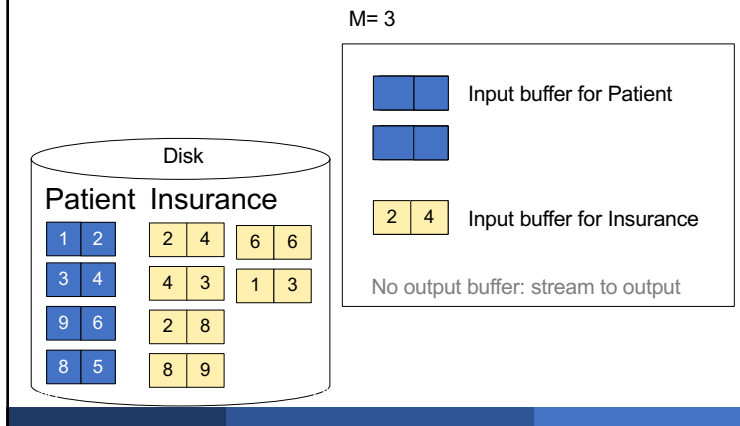 M= 3
Input buffer for Patient
2 4 Input buffer for Insurance
No output buffer: stream to output
Disk
Patient Insurance
1 2 2 4 6 6
3 4 4 3 1 3
9 6 2 8
8 5 8 9